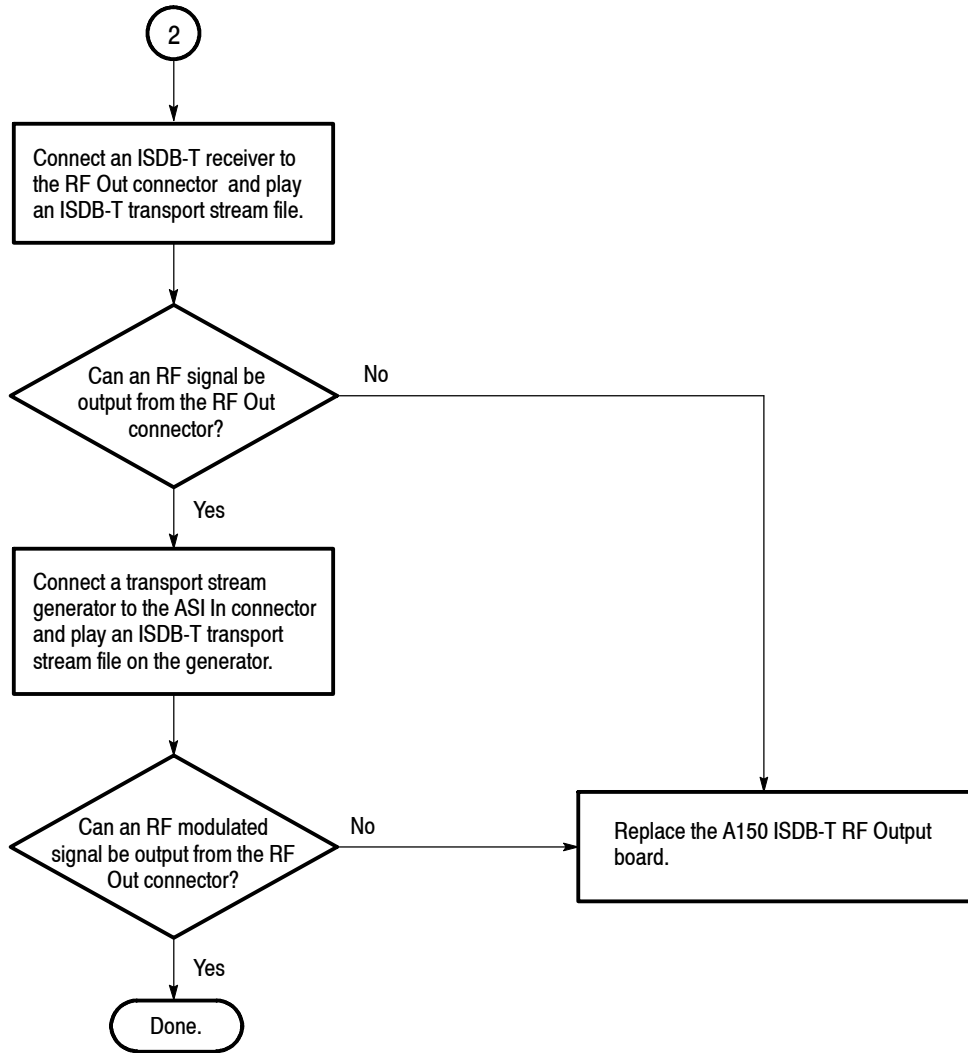 2
Connect an ISDB-T receiver to
the RF Out connector and play
an ISDB-T transport stream file.
Can an RF signal be
output from the RF Out
connector?
No
Yes
Connect a transport stream
generator to the ASI In connector
and play an ISDB-T transport
stream file on the generator.
Can an RF modulated
signal be output from the RF
Out connector?
No
Replace the A150 ISDB-T RF Output
board.
Yes
Done.